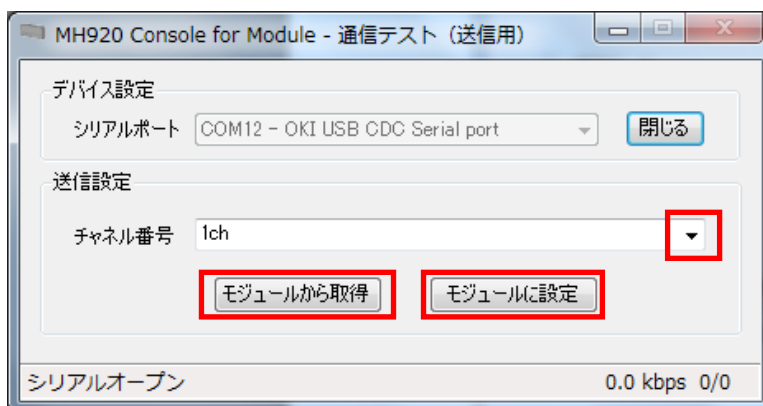 MH920 Console for Module - 通信テスト（送信用）
デバイス設定
シリアルポート COM12 - OKI USB CDC Serial port 閉じる
送信設定
チャネル番号 1ch
モジュールから取得 モジュールに設定
シリアルオープン 0.0 kbps 0/0